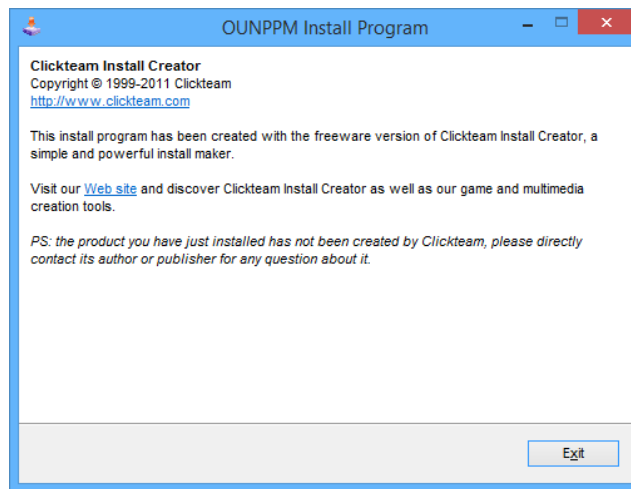 OUNPPM Install Program
Clickteam Install Creator
Copyright © 1999-2011 Clickteam
http://www.clickteam.com
This install program has been created with the freeware version of Clickteam Install Creator, a
simple and powerful install maker.
Visit our Web site and discover Clickteam Install Creator as well as our game and multimedia
creation tools.
PS: the product you have just installed has not been created by Clickteam, please directly
contact its author or publisher for any question about it.
Exit